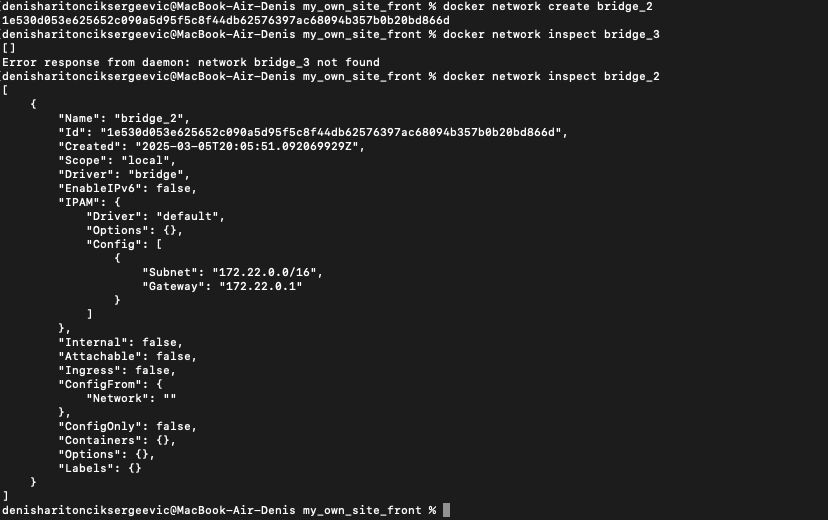 [denisharitonciksergeevic@MacBook-Air-Denis my_own_site_front % docker network create bridge_2
1e530d053e625652c090a5d95f5c8f44db62576397ac68094b357b0b20bd866d
[denisharitonciksergeevic@MacBook-Air-Denis my_own_site_front % docker network inspect bridge_3
[]
Error response from daemon: network bridge_3 not found
[denisharitonciksergeevic@MacBook-Air-Denis my_own_site_front % docker network inspect bridge_2
[
    {
        "Name": "bridge_2",
        "Id": "1e530d053e625652c090a5d95f5c8f44db62576397ac68094b357b0b20bd866d",
        "Created": "2025-03-05T20:05:51.092069929Z",
        "Scope": "local",
        "Driver": "bridge",
        "EnableIPv6": false,
        "IPAM": {
            "Driver": "default",
            "Options": {},
            "Config": [
                {
                    "Subnet": "172.22.0.0/16",
                    "Gateway": "172.22.0.1"
                }
            ]
        },
        "Internal": false,
        "Attachable": false,
        "Ingress": false,
        "ConfigFrom": {
            "Network": ""
        },
        "ConfigOnly": false,
        "Containers": {},
        "Options": {},
        "Labels": {}
    }
]
denisharitonciksergeevic@MacBook-Air-Denis my_own_site_front %